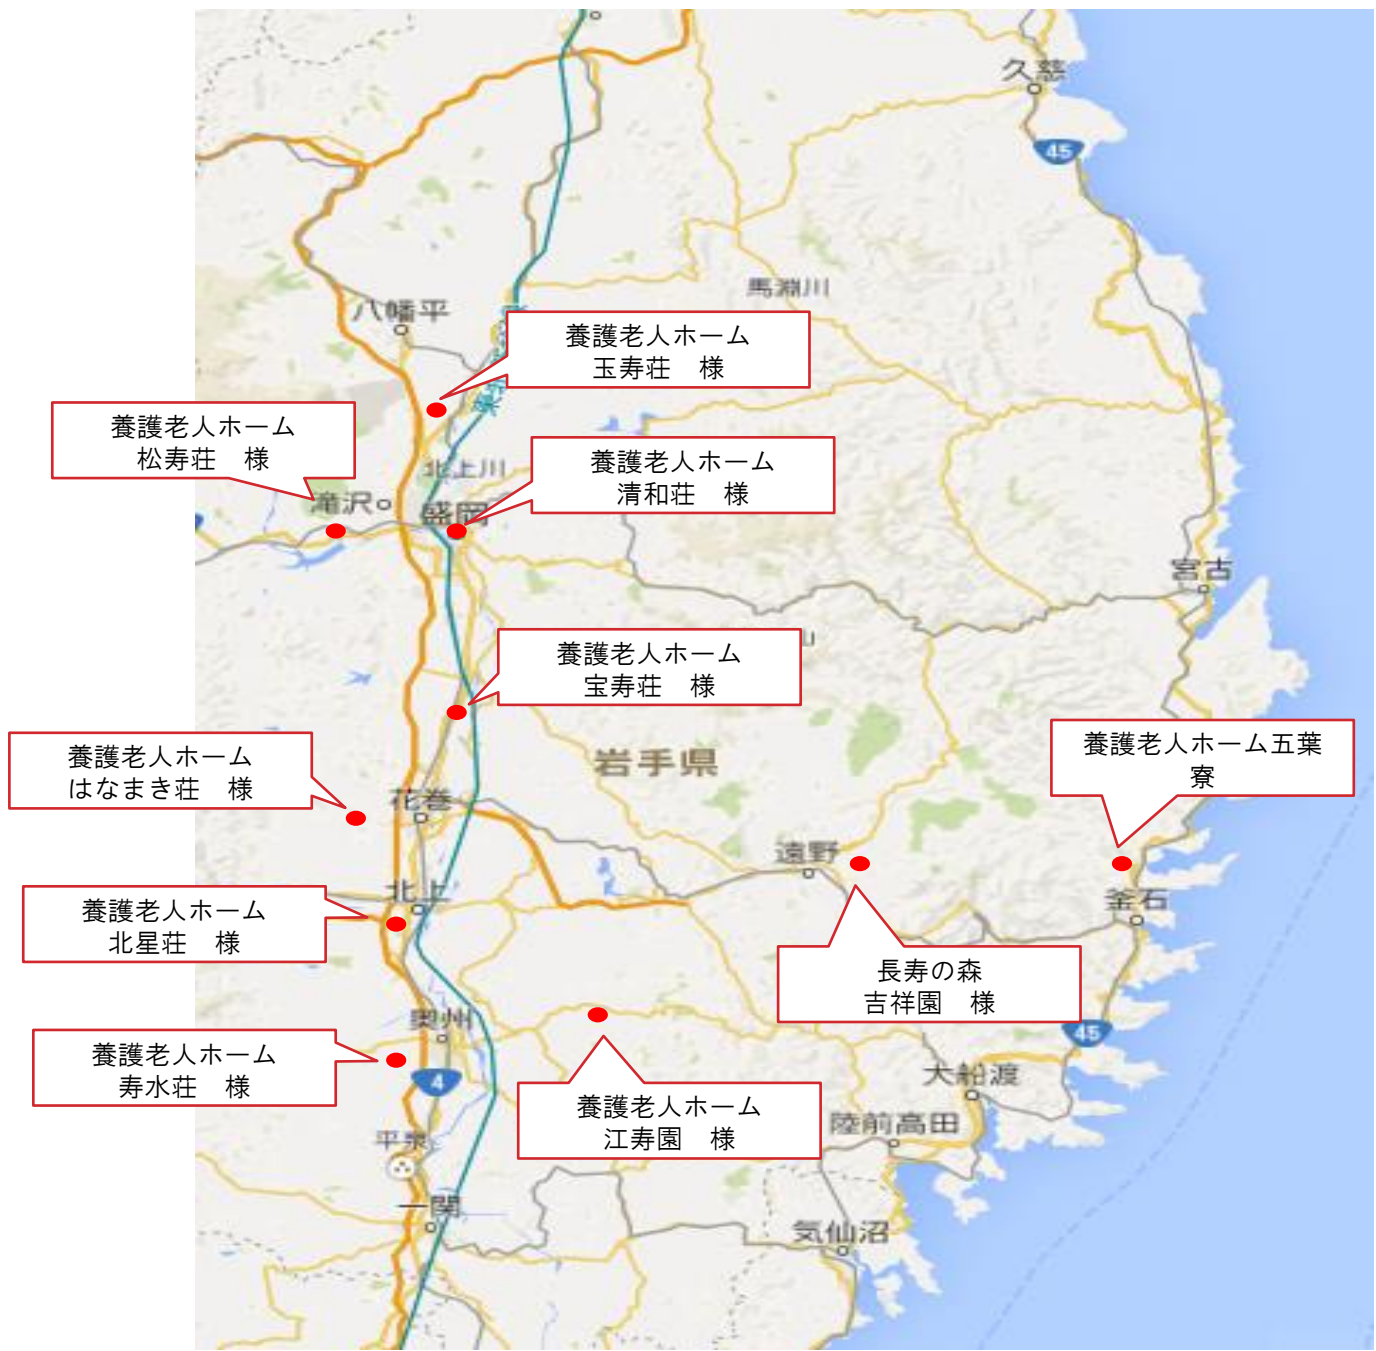 久慈
45
馬淵川
八幡平
養護老人ホーム
玉寿荘　様
養護老人ホーム
松寿荘　様
北上川
養護老人ホーム
清和荘　様
滝沢
盛岡
宮古
養護老人ホーム
宝寿荘　様
山
岩手県
養護老人ホーム
はなまき荘　様
養護老人ホーム五葉
寮
花巻
遠野
北上
釜石
養護老人ホーム
北星荘　様
長寿の森
吉祥園　様
奥州
45
養護老人ホーム
寿水荘　様
4
大船渡
養護老人ホーム
江寿園　様
陸前高田
平泉
一関
気仙沼